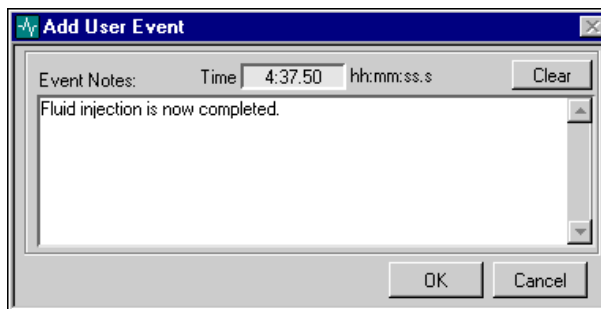 Add User Event
Event Notes: Time 4:37.50 hh:mm:ss.s Clear
Fluid injection is now completed.
OK Cancel